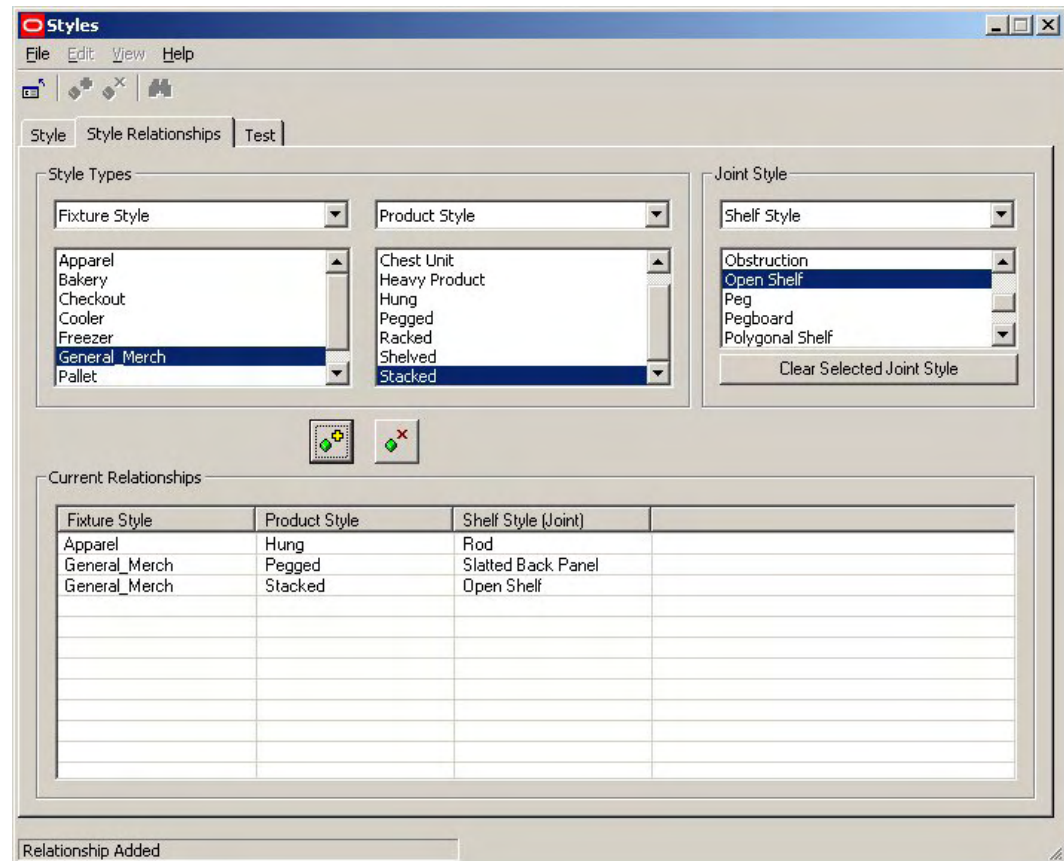 Styles
File Edit View Help
Style Style Relationships Test
Style Types
Fixture Style
Apparel
Bakery
Checkout
Cooler
Freezer
General_Merch
Pallet
Product Style
Chest Unit
Heavy Product
Hung
Pegged
Racked
Shelved
Stacked
Joint Style
Shelf Style
Obstruction
Open Shelf
Peg
Pegboard
Polygonal Shelf
Clear Selected Joint Style
Current Relationships
Fixture Style Product Style Shelf Style (Joint)
Apparel Hung Rod
General_Merch Pegged Slatted Back Panel
General_Merch Stacked Open Shelf
Relationship Added